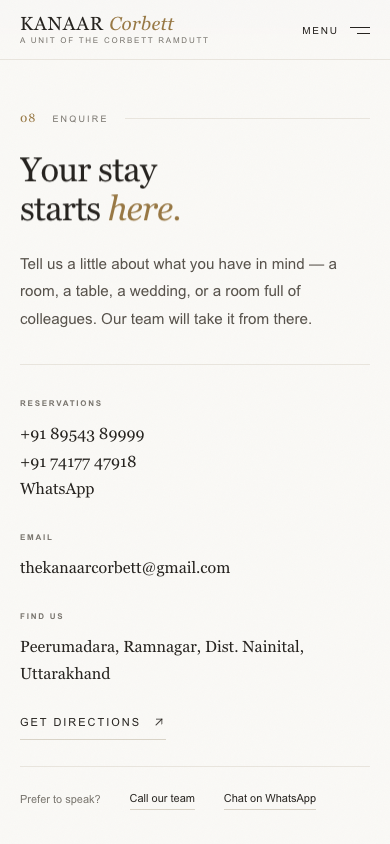 KANAAR Corbett
A UNIT OF THE CORBETT RAMDUTT
MENU
08 ENQUIRE
Your stay
starts here.
Tell us a little about what you have in mind — a
room, a table, a wedding, or a room full of
colleagues. Our team will take it from there.
RESERVATIONS
+91 89543 89999
+91 74177 47918
WhatsApp
EMAIL
thekanaarcorbett@gmail.com
FIND US
Peerumadara, Ramnagar, Dist. Nainital,
Uttarakhand
GET DIRECTIONS ↗
Prefer to speak? Call our team Chat on WhatsApp